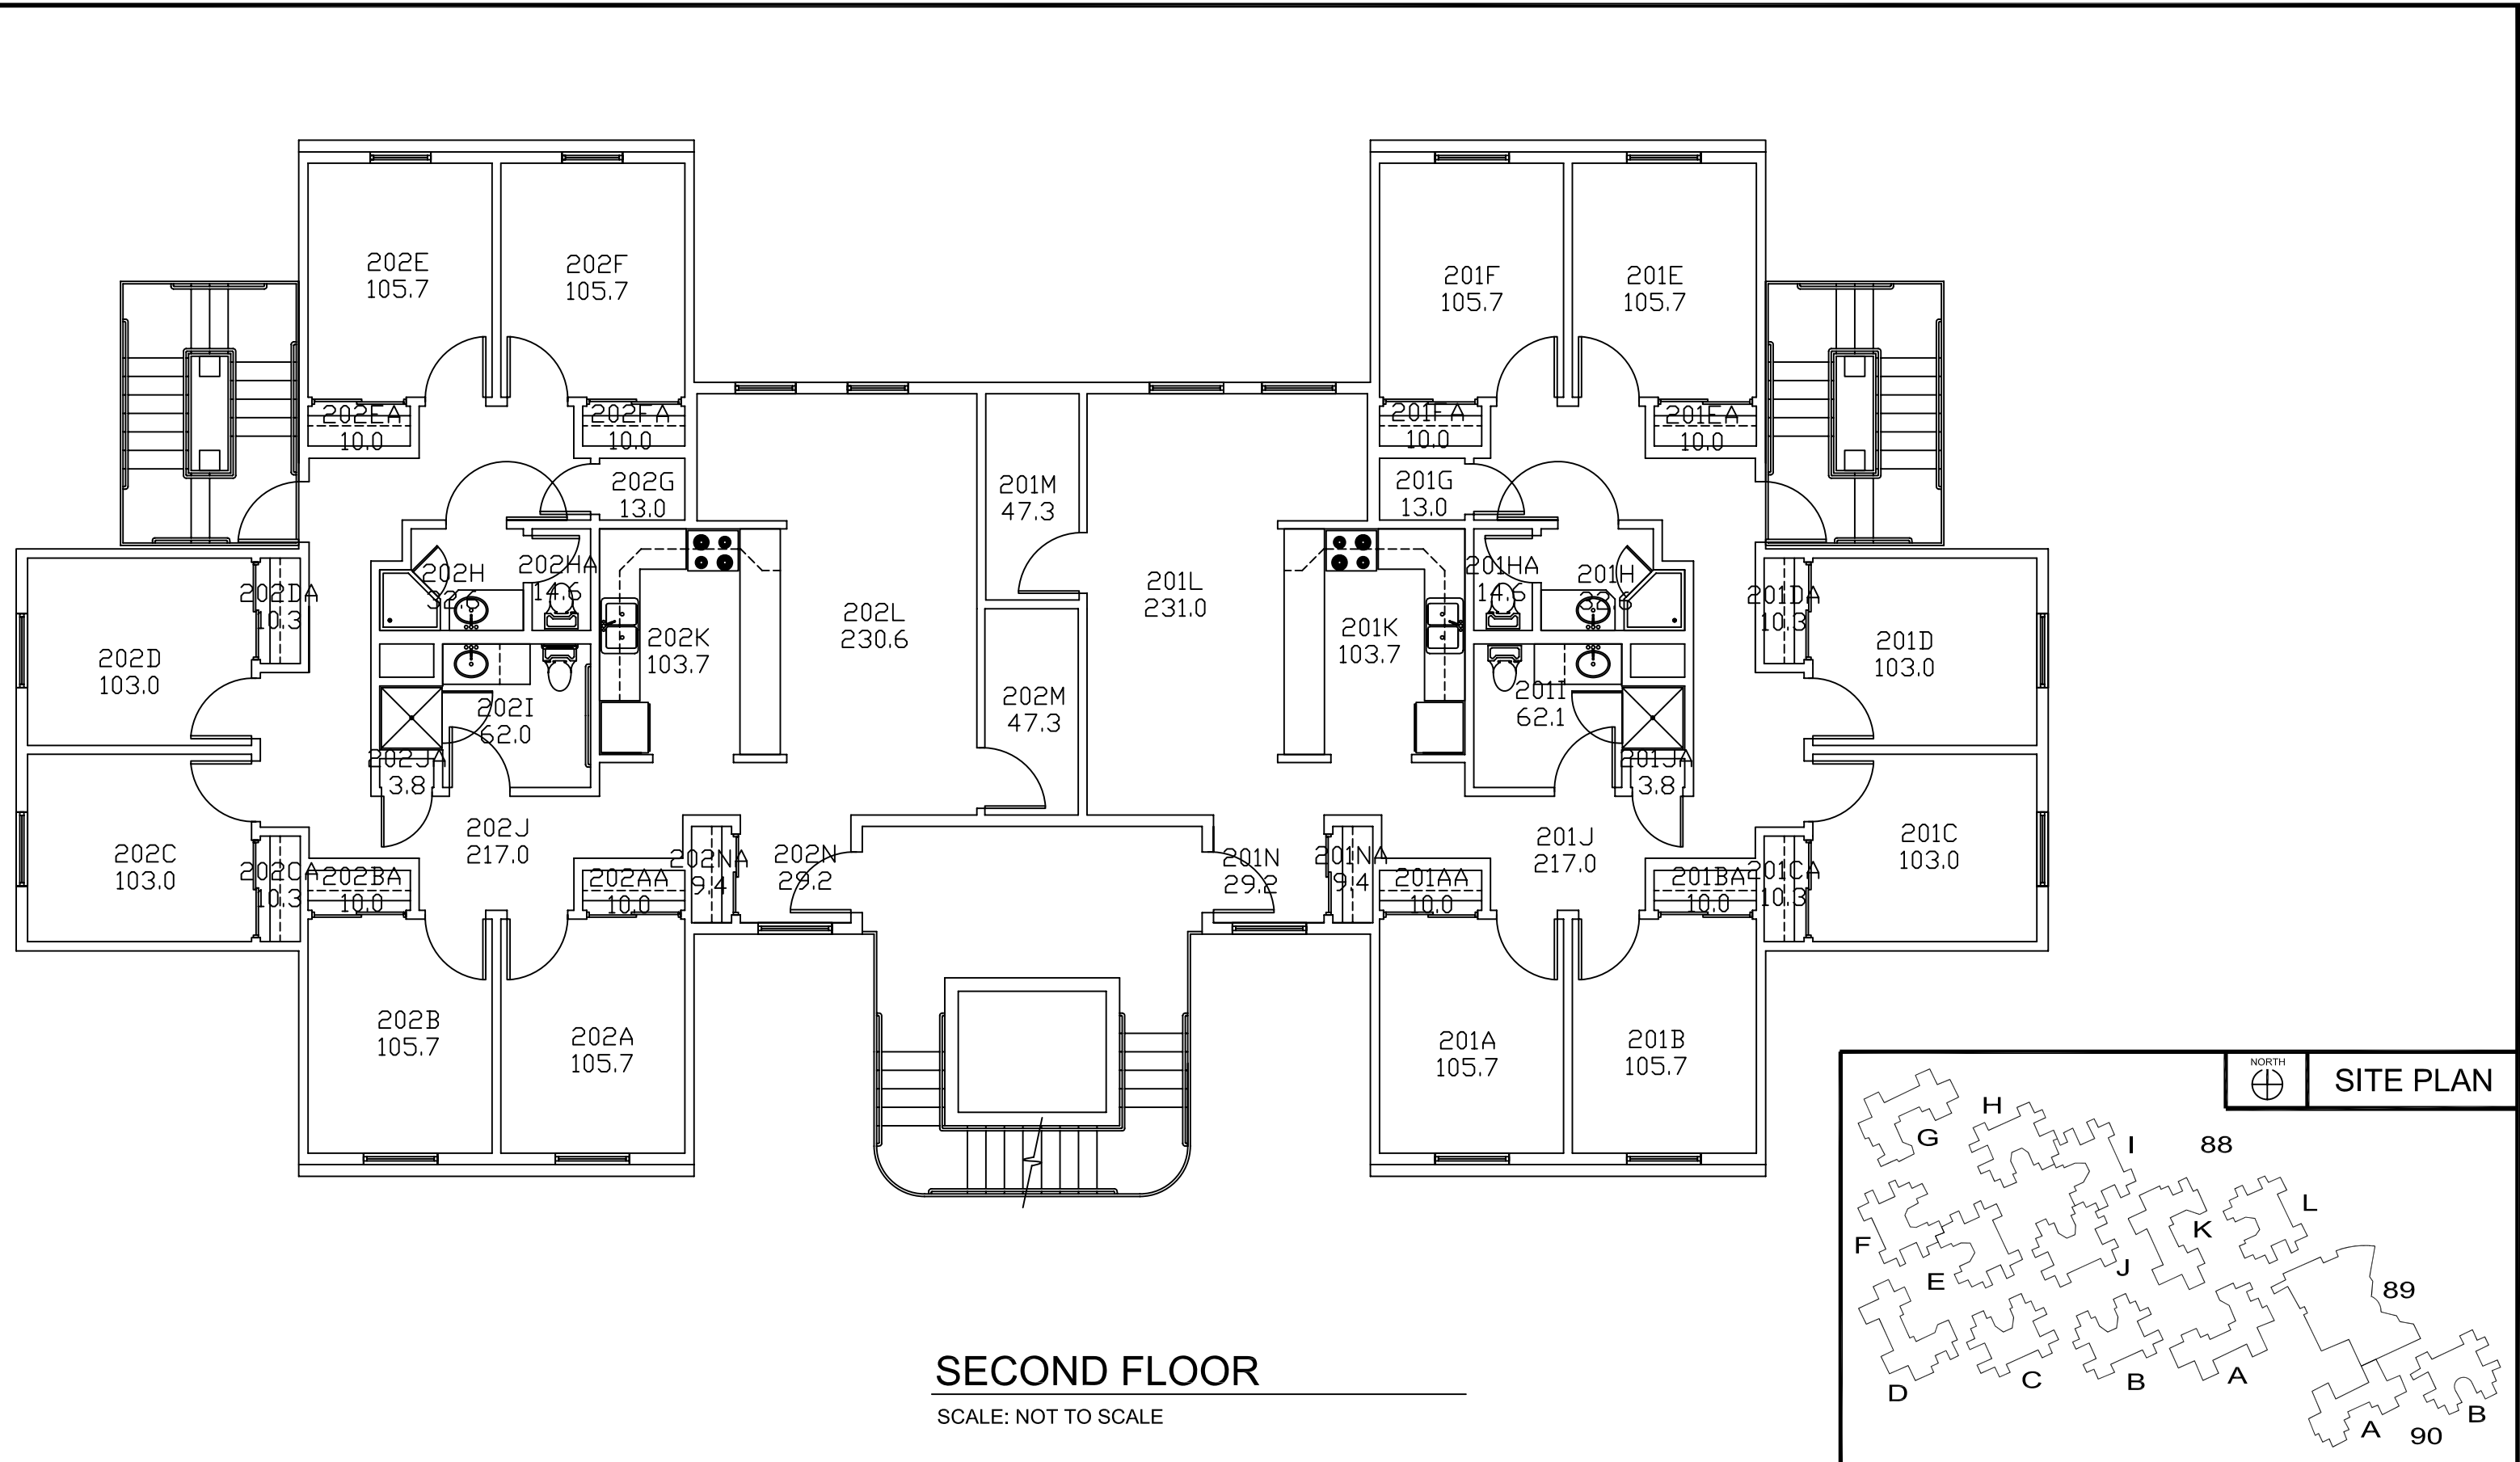 202E
105.7
202F
105.7
201F
105.7
201E
105.7
202EA
10.0
202FA
10.0
201FA
10.0
201EA
10.0
202G
13.0
201M
47.3
201G
13.0
202H
32.6
202HA
14.6
201HA
14.6
201H
32.6
202DA
10.3
202L
230.6
201L
231.0
201DA
10.3
202D
103.0
202K
103.7
201K
103.7
201D
103.0
202M
47.3
202I
62.0
201I
62.1
202JA
3.8
201JA
3.8
202C
103.0
202CA
10.3
202BA
10.0
202J
217.0
202AA
10.0
202NA
9.4
202N
29.2
201N
29.2
201NA
9.4
201AA
10.0
201J
217.0
201BA
10.0
201CA
10.3
201C
103.0
202B
105.7
202A
105.7
201A
105.7
201B
105.7
NORTH
SITE PLAN
G
H
I
88
F
E
J
K
L
89
D
C
B
A
A
90
B
SECOND FLOOR
SCALE: NOT TO SCALE